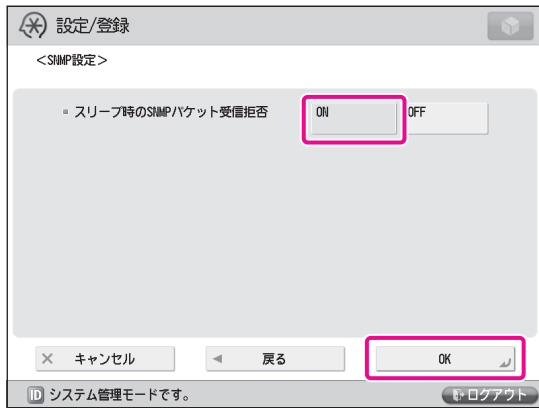 設定/登録
＜SNMP設定＞
スリープ時のSNMPパケット受信拒否 ON OFF
× キャンセル ◀ 戻る OK
ID システム管理モードです。 ログアウト